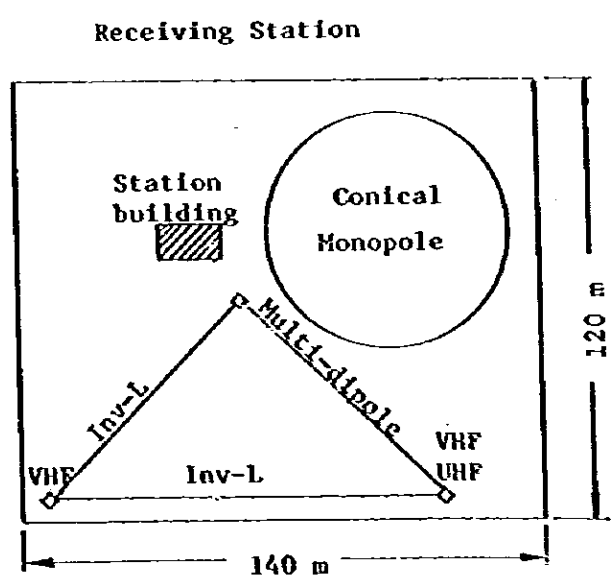 Receiving Station
Station
building
Conical
Monopole
Multi-dipole
Inv-L
Inv-L
VHF
VHF
UHF
120 m
140 m